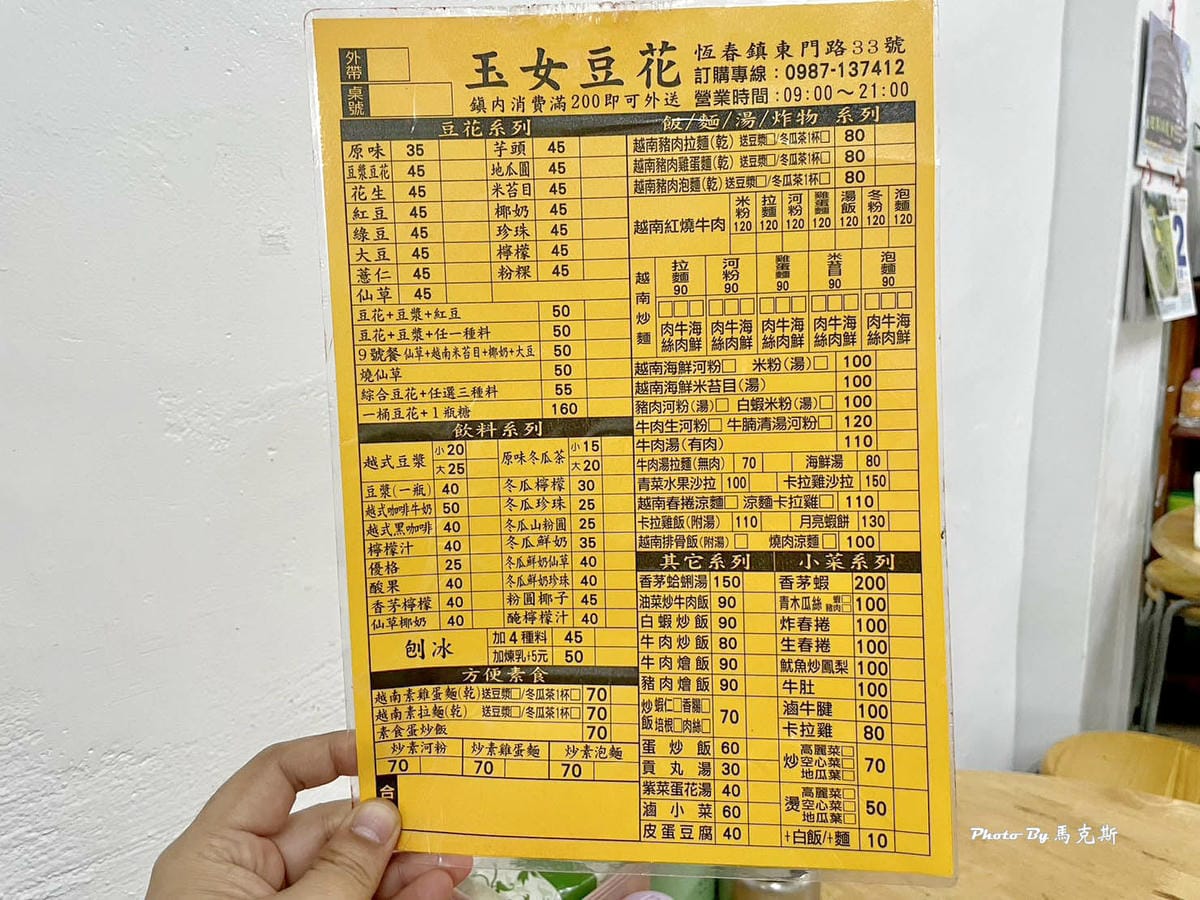 外帶
桌號
玉女豆花
鎮內消費滿200即可外送
恆春鎮東門路33號
訂購專線：0987-137412
營業時間：09:00～21:00
豆花系列
原味 35 芋頭 45
豆漿豆花 45 地瓜圓 45
花生 45 米苔目 45
紅豆 45 椰奶 45
綠豆 45 珍珠 45
大豆 45 檸檬 45
薏仁 45 粉粿 45
仙草 45
豆花+豆漿+紅豆 50
豆花+豆漿+任一種料 50
9號餐 仙草+越南米苔目+椰奶+大豆 50
燒仙草 50
綜合豆花+任選三種料 55
一桶豆花+1瓶糖 160
飲料系列
越式豆漿 小20 大25 原味冬瓜茶 小15 大20
豆漿(一瓶) 40 冬瓜檸檬 30
越式咖啡牛奶 50 冬瓜珍珠 25
越式黑咖啡 40 冬瓜山粉圓 25
檸檬汁 40 冬瓜鮮奶 35
優格 25 冬瓜鮮奶仙草 40
酸果 40 冬瓜鮮奶珍珠 40
香茅檸檬 40 粉圓椰子 45
仙草椰奶 40 醃檸檬汁 40
刨冰 加4種料 45
加煉乳+5元 50
方便素食
越南素雞蛋麵(乾) 送豆漿□/冬瓜茶1杯□ 70
越南素拉麵(乾) 送豆漿□/冬瓜茶1杯□ 70
素食蛋炒飯 70
炒素河粉 炒素雞蛋麵 炒素泡麵
70 70 70
合
飯/麵/湯/炸物 系列
越南豬肉拉麵(乾) 送豆漿□/冬瓜茶1杯□ 80
越南豬肉雞蛋麵(乾) 送豆漿□/冬瓜茶1杯□ 80
越南豬肉泡麵(乾) 送豆漿□/冬瓜茶1杯□ 80
越南紅燒牛肉 米粉 120 拉麵 120 河粉 120 雞蛋麵 120 湯飯 120 冬粉 120 泡麵 120
越南炒麵 拉麵 90 河粉 90 雞蛋麵 90 米苔目 90 泡麵 90
□□□ □□□ □□□ □□□ □□□
肉牛海 肉牛海 肉牛海 肉牛海 肉牛海
絲肉鮮 絲肉鮮 絲肉鮮 絲肉鮮 絲肉鮮
越南海鮮河粉□ 米粉(湯)□ 100
越南海鮮米苔目(湯) 100
豬肉河粉(湯)□ 白蝦米粉(湯)□ 100
牛肉生河粉□ 牛腩清湯河粉□ 120
牛肉湯(有肉) 110
牛肉湯拉麵(無肉) 70 海鮮湯 80
青菜水果沙拉 100 卡拉雞沙拉 150
越南春捲涼麵□ 涼麵卡拉雞□ 110
卡拉雞飯(附湯) 110 月亮蝦餅 130
越南排骨飯(附湯)□ 燒肉涼麵□ 100
其它系列 小菜系列
香茅蛤蜊湯 150 香茅蝦 200
油菜炒牛肉飯 90 青木瓜絲 蝦□ 豬肉□ 100
白蝦炒飯 90 炸春捲 100
牛肉炒飯 80 生春捲 100
牛肉燴飯 90 魷魚炒鳳梨 100
豬肉燴飯 90 牛肚 100
炒飯 蝦仁□香腸□ 培根□肉絲□ 70 滷牛腱 100
卡拉雞 80
蛋炒飯 60 炒 高麗菜□ 空心菜□ 地瓜葉□ 70
貢丸湯 30
紫菜蛋花湯 40 燙 高麗菜□ 空心菜□ 地瓜葉□ 50
滷小菜 60
皮蛋豆腐 40 +白飯/+麵 10
2
Photo By 馬克斯